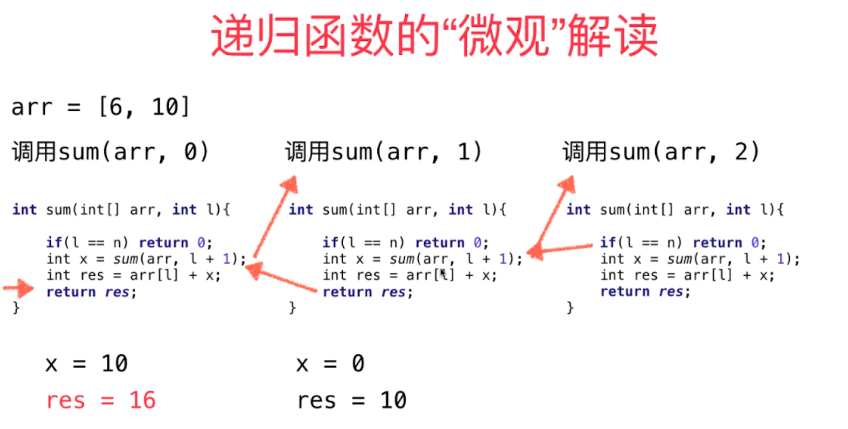 递归函数的“微观”解读
arr = [6, 10]
调用sum(arr, 0)
int sum(int[] arr, int l){
if(l == n) return 0;
int x = sum(arr, l + 1);
int res = arr[l] + x;
return res;
}
x = 10
res = 16
调用sum(arr, 1)
int sum(int[] arr, int l){
if(l == n) return 0;
int x = sum(arr, l + 1);
int res = arr[l] + x;
return res;
}
x = 0
res = 10
调用sum(arr, 2)
int sum(int[] arr, int l){
if(l == n) return 0;
int x = sum(arr, l + 1);
int res = arr[l] + x;
return res;
}